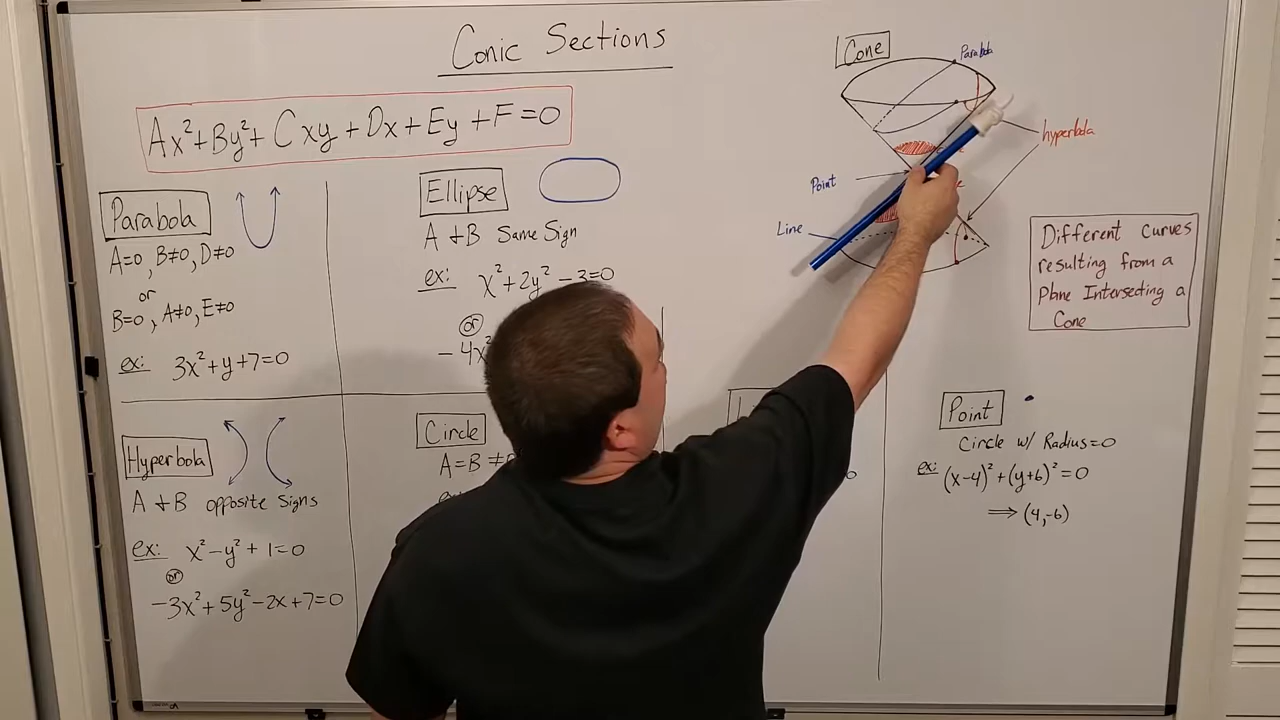 Conic Sections
Ax²+By²+Cxy+Dx+Ey+F=0
Parabola
A=0, B≠0, D≠0
or
B=0, A≠0, E≠0
ex: 3x²+y+7=0
Ellipse
A + B Same Sign
ex: x²+2y²-3=0
or
-4x²
Hyperbola
A + B opposite signs
ex: x²-y²+1=0
or
-3x²+5y²-2x+7=0
Circle
A=B≠
Cone
Parabola
hyperbola
Point
Line
Different curves
resulting from a
Plane Intersecting a
Cone
Point
Circle w/ Radius=0
ex: (x-4)²+(y+6)²=0
⇒(4,-6)